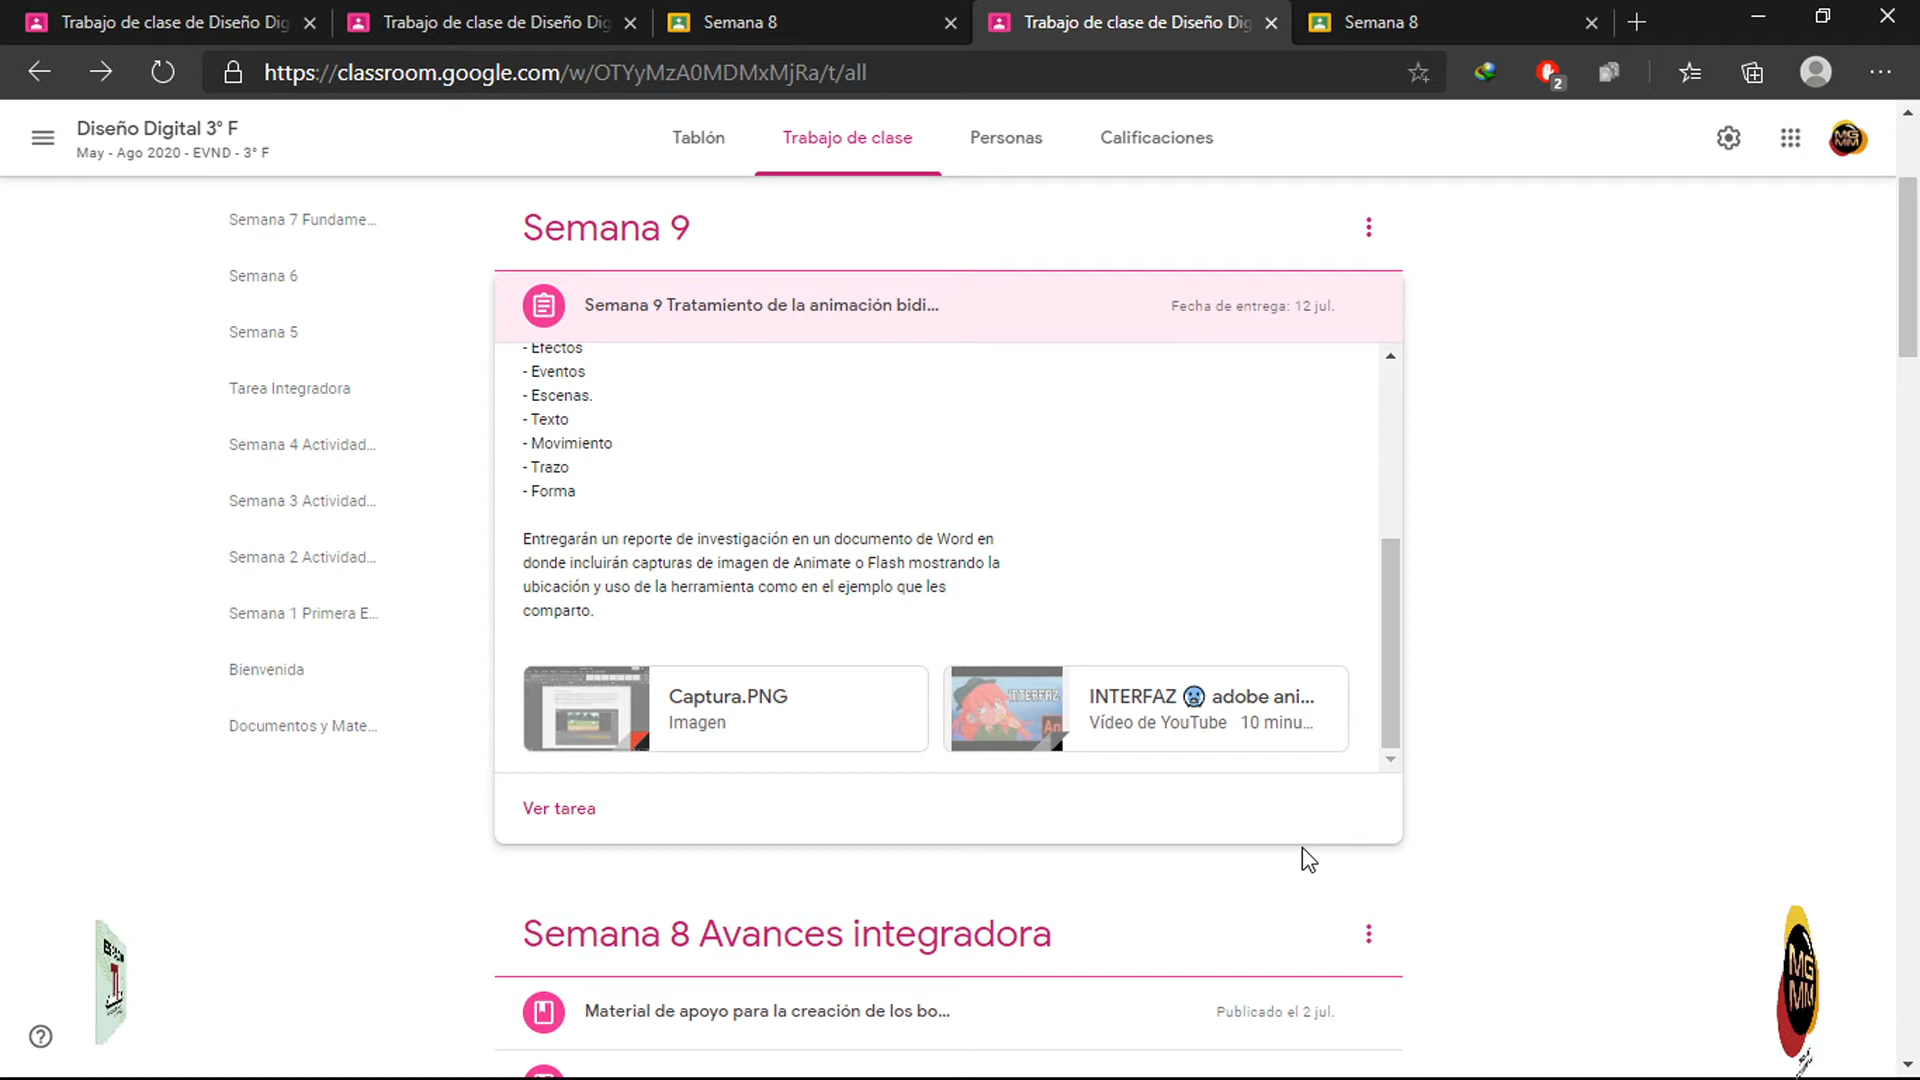 Trabajo de clase de Diseño Dig
Trabajo de clase de Diseño Dig
Semana 8
Trabajo de clase de Diseño Dig
Semana 8
https://classroom.google.com/w/OTYyMzA0MDMxMjRa/t/all
2
Diseño Digital 3° F
May - Ago 2020 - EVND - 3° F
Tablón
Trabajo de clase
Personas
Calificaciones
MG
MM
Semana 7 Fundame...
Semana 6
Semana 5
Tarea Integradora
Semana 4 Actividad...
Semana 3 Actividad...
Semana 2 Actividad...
Semana 1 Primera E...
Bienvenida
Documentos y Mate...
Semana 9
Semana 9 Tratamiento de la animación bidi...
Fecha de entrega: 12 jul.
- Efectos
- Eventos
- Escenas.
- Texto
- Movimiento
- Trazo
- Forma
Entregarán un reporte de investigación en un documento de Word en
donde incluirán capturas de imagen de Animate o Flash mostrando la
ubicación y uso de la herramienta como en el ejemplo que les
comparto.
Captura.PNG
Imagen
INTERFAZ
An
INTERFAZ 🥶 adobe ani...
Vídeo de YouTube 10 minu...
Ver tarea
Semana 8 Avances integradora
Material de apoyo para la creación de los bo...
Publicado el 2 jul.
MG
MM